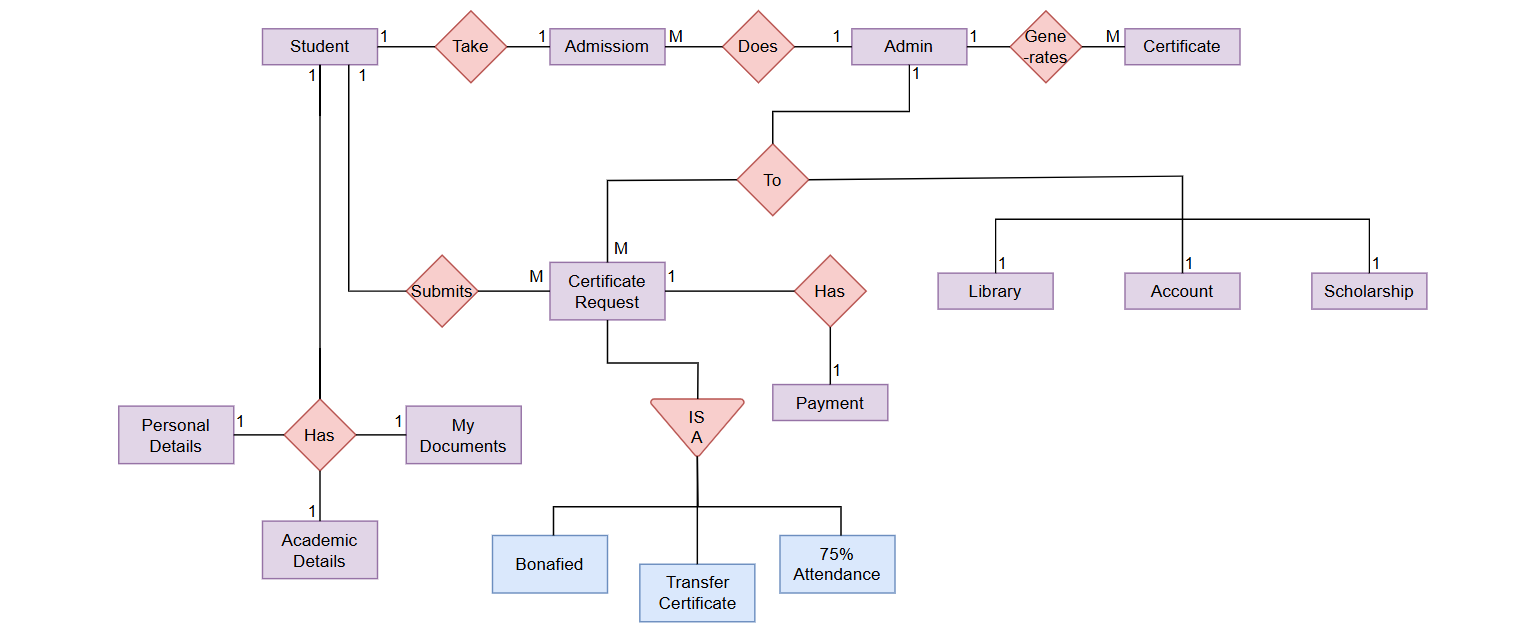 Student
1
Take
1
Admissiom
M
Does
1
Admin
1
Gene
-rates
M
Certificate
1
1
1
To
M
Submits
M
Certificate
Request
1
Has
1
Library
1
Account
1
Scholarship
1
Payment
IS
A
Personal
Details
1
Has
1
My
Documents
1
Academic
Details
Bonafied
Transfer
Certificate
75%
Attendance